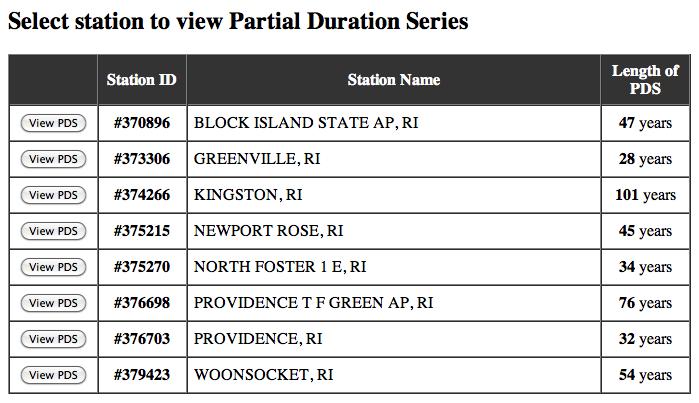 Select station to view Partial Duration Series
Station ID Station Name Length of PDS
View PDS #370896 BLOCK ISLAND STATE AP, RI 47 years
View PDS #373306 GREENVILLE, RI 28 years
View PDS #374266 KINGSTON, RI 101 years
View PDS #375215 NEWPORT ROSE, RI 45 years
View PDS #375270 NORTH FOSTER 1 E, RI 34 years
View PDS #376698 PROVIDENCE T F GREEN AP, RI 76 years
View PDS #376703 PROVIDENCE, RI 32 years
View PDS #379423 WOONSOCKET, RI 54 years